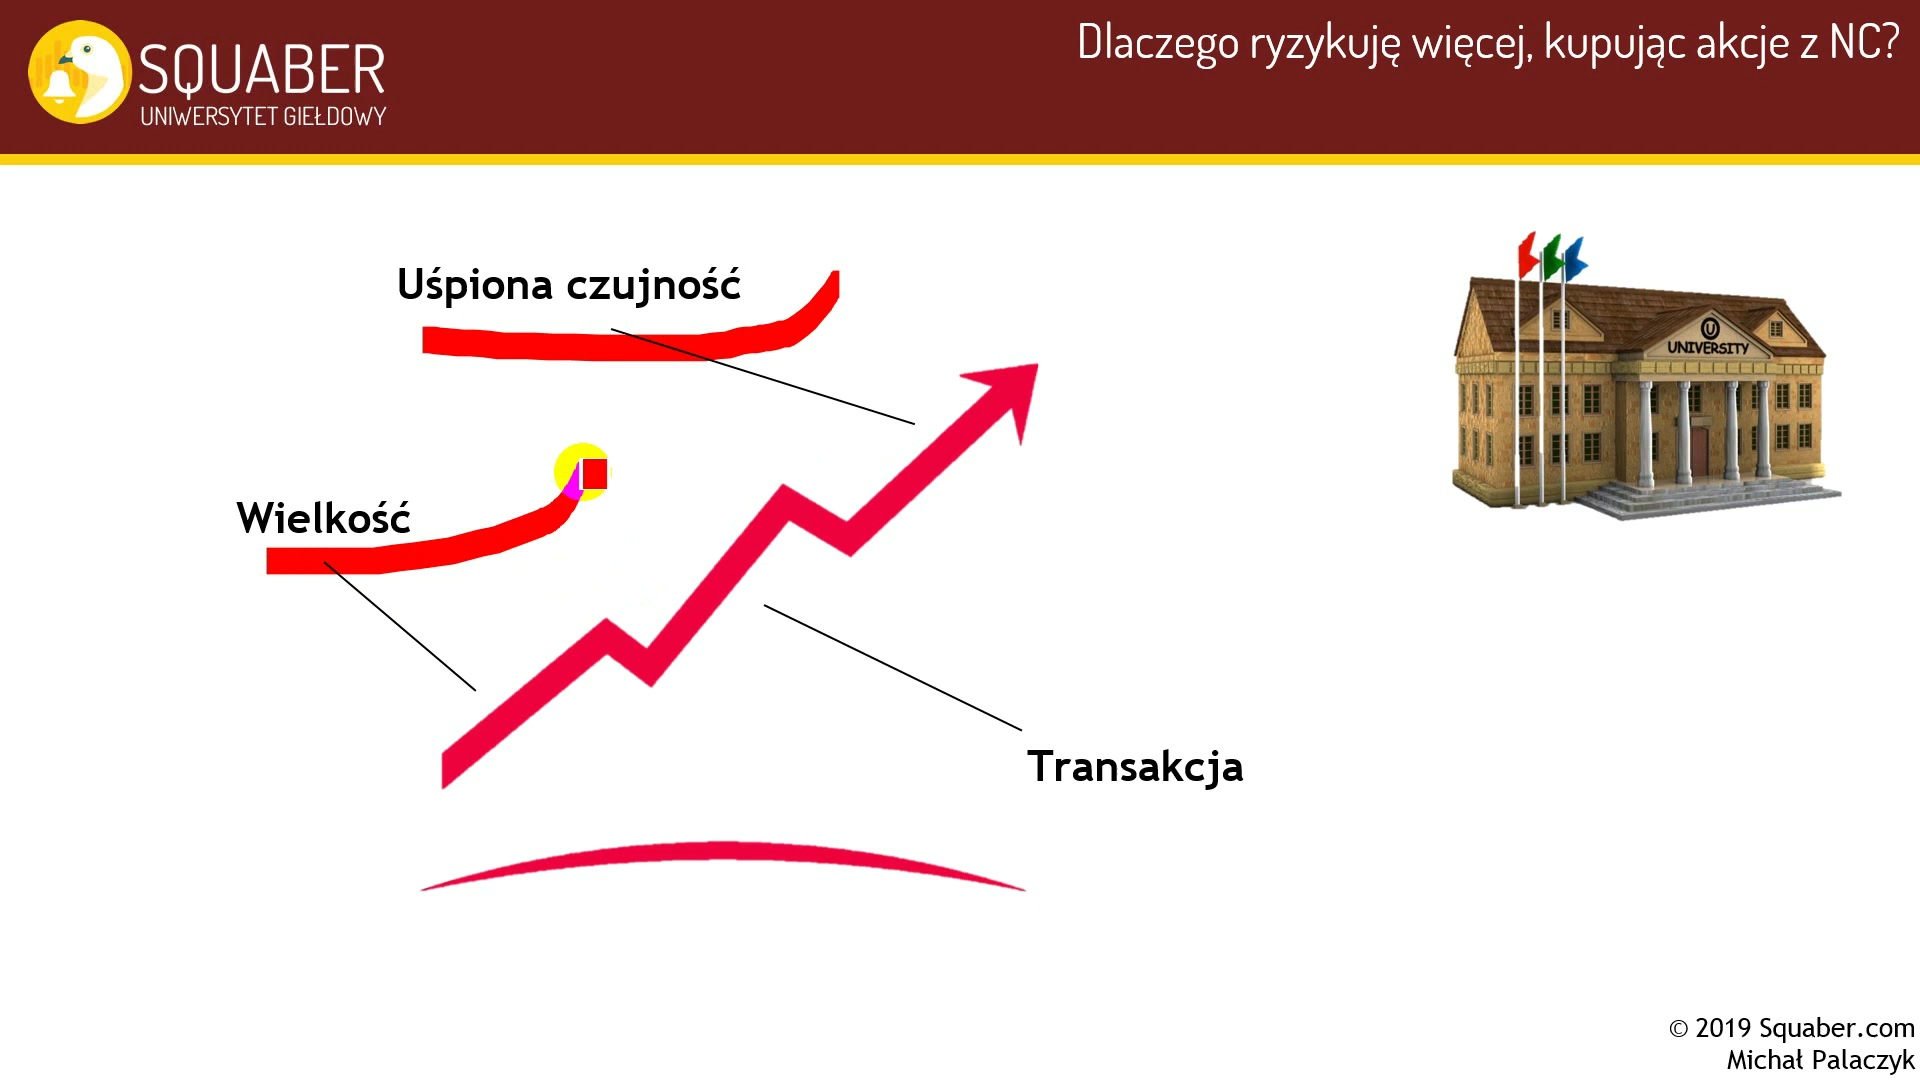 SQUABER
UNIWERSYTET GIEŁDOWY
Dlaczego ryzykuję więcej, kupując akcje z NC?
Uśpiona czujność
U
UNIVERSITY
Wielkość
Transakcja
© 2019 Squaber.com
Michał Palaczyk